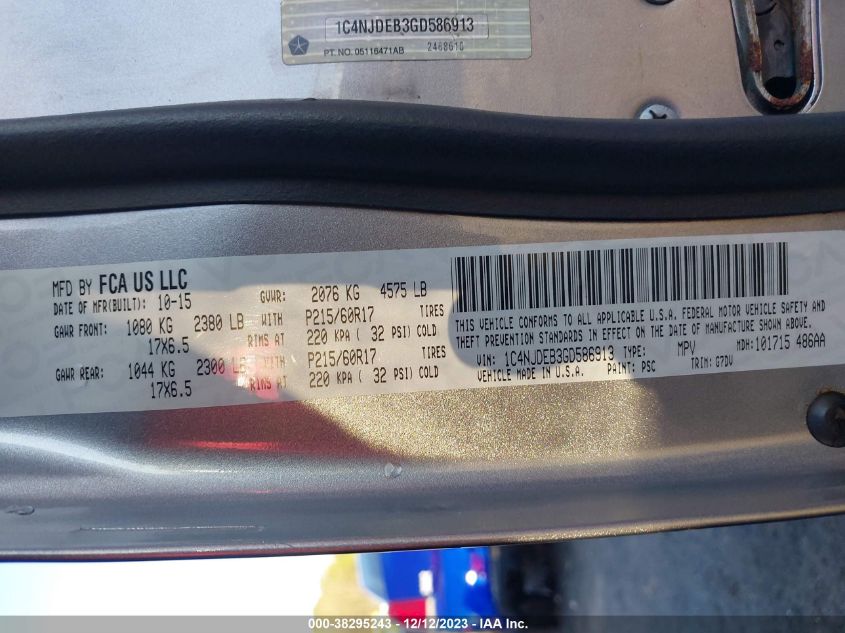 1C4NJDEB3GD586913
PT. NO. 05116471AB 2468610
MFD BY FCA US LLC
DATE OF MFR(BUILT): 10-15 GVWR: 2076 KG 4575 LB
GAWR FRONT: 1080 KG 2380 LB WITH P215/60R17 TIRES
17X6.5 RIMS AT 220 KPA ( 32 PSI) COLD
GAWR REAR: 1044 KG 2300 LB WITH P215/60R17 TIRES
17X6.5 RIMS AT 220 KPA ( 32 PSI) COLD
THIS VEHICLE CONFORMS TO ALL APPLICABLE U.S.A. FEDERAL MOTOR VEHICLE SAFETY AND
THEFT PREVENTION STANDARDS IN EFFECT ON THE DATE OF MANUFACTURE SHOWN ABOVE.
VIN: 1C4NJDEB3GD586913 TYPE: MPV MDH: 101715 486AA
VEHICLE MADE IN U.S.A. PAINT: PSC TRIM: G7DV
000-38295243 - 12/12/2023 - IAA Inc.